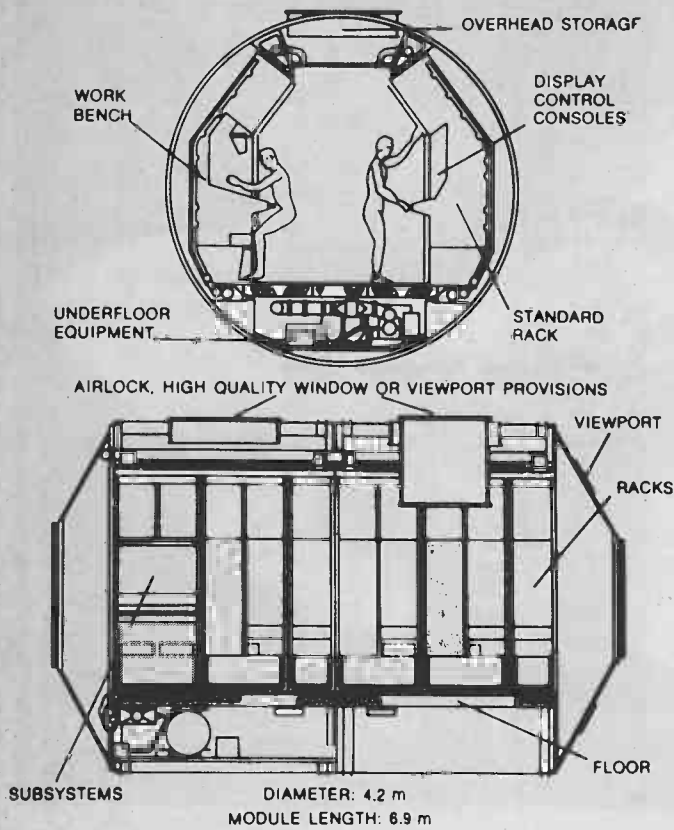 OVERHEAD STORAGE
WORK
BENCH
DISPLAY
CONTROL
CONSOLES
UNDERFLOOR
EQUIPMENT
STANDARD
RACK
AIRLOCK, HIGH QUALITY WINDOW OR VIEWPORT PROVISIONS
VIEWPORT
RACKS
FLOOR
SUBSYSTEMS
DIAMETER: 4.2 m
MODULE LENGTH: 6.9 m